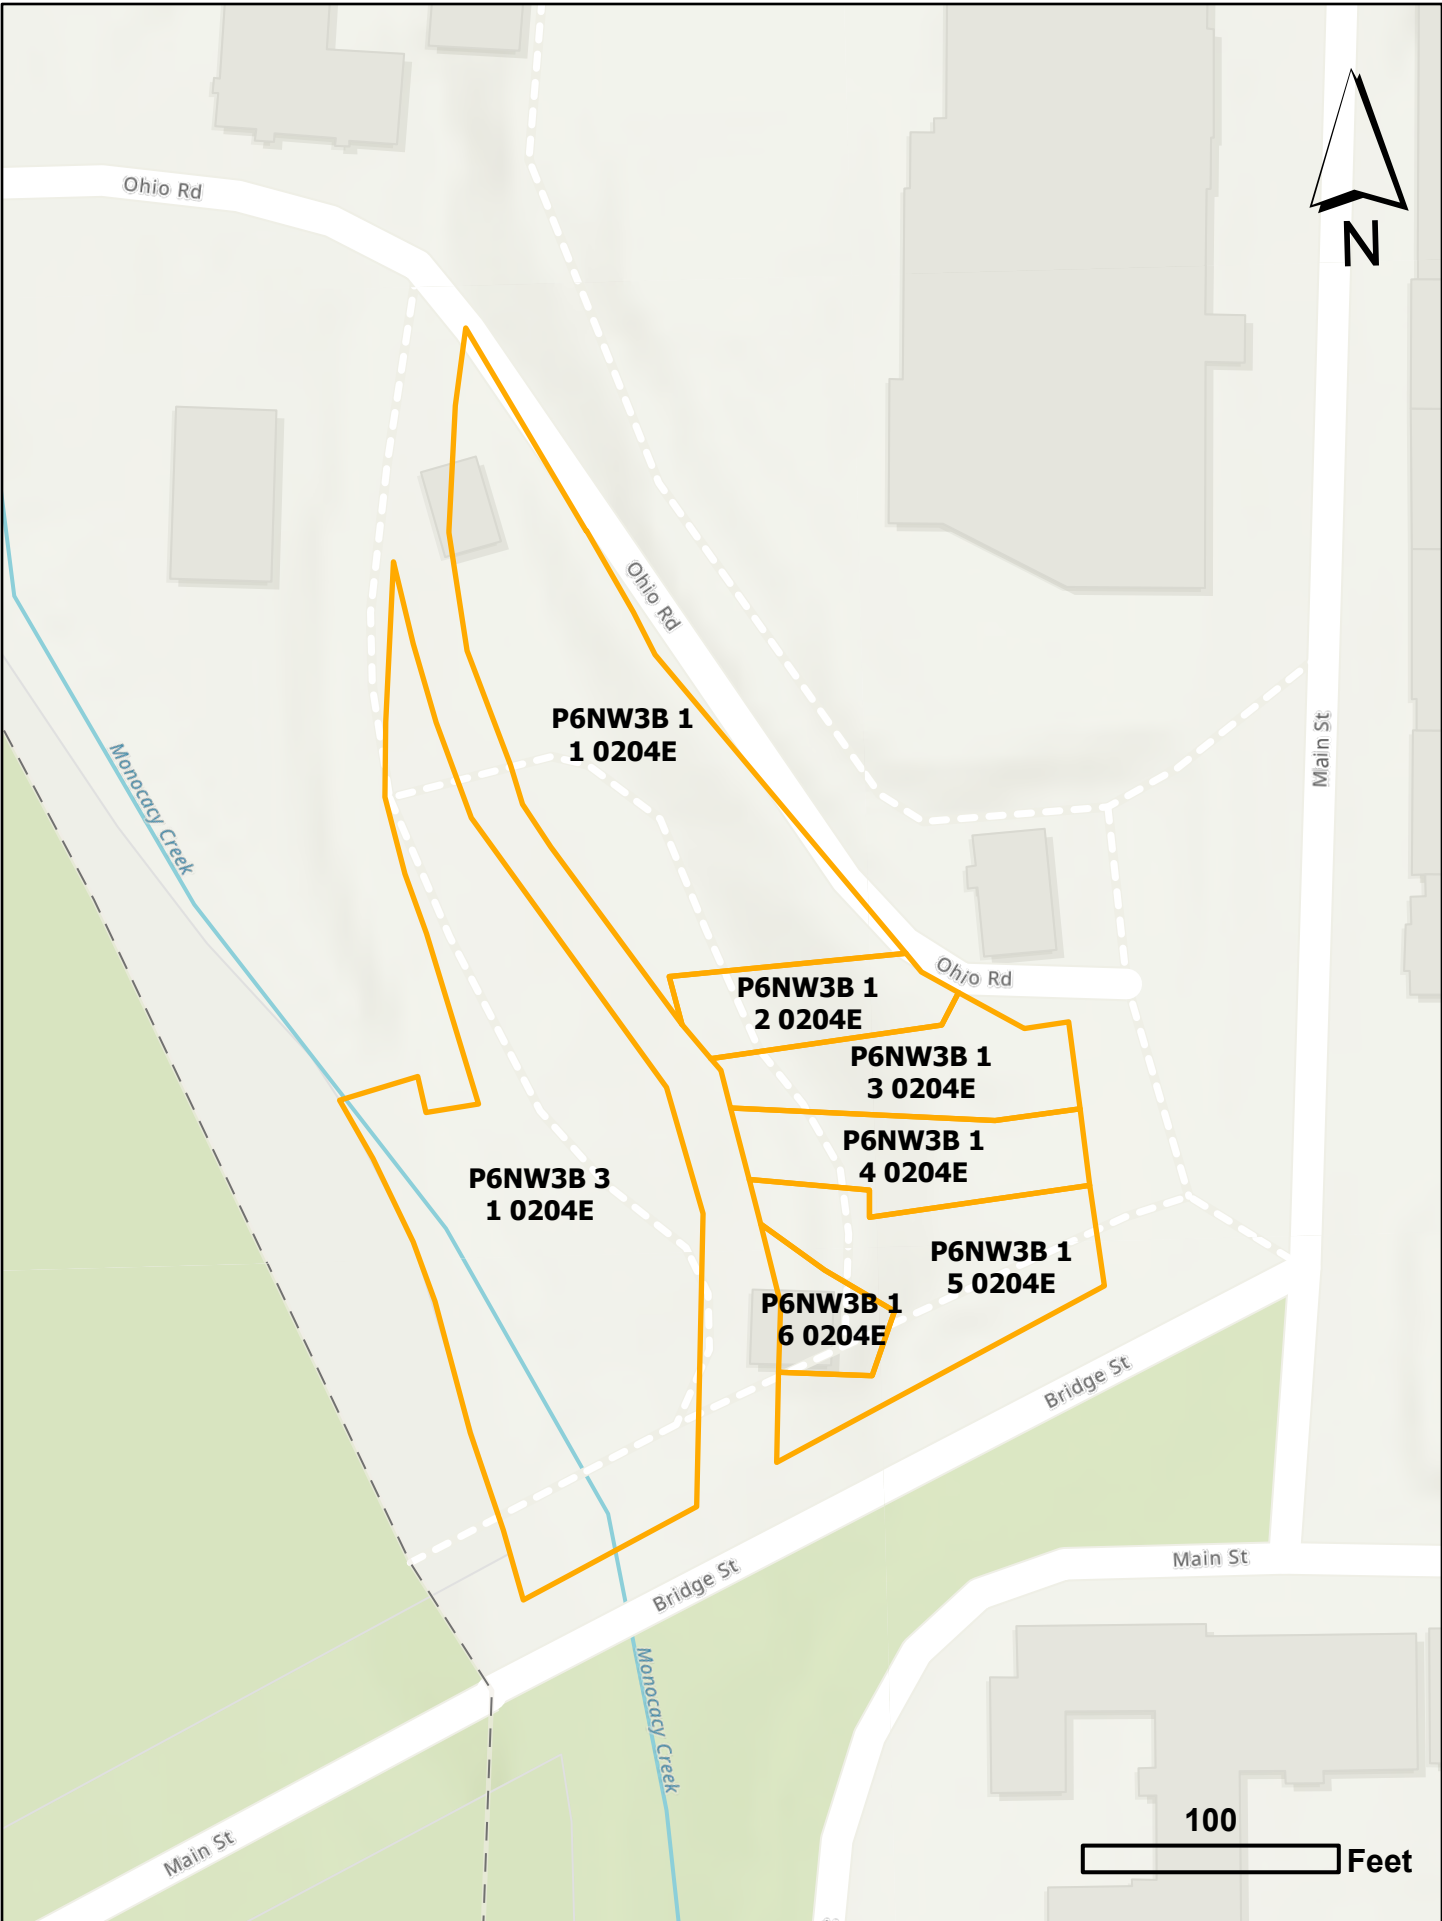 Ohio Rd
N
Ohio Rd
P6NW3B 1
1 0204E
Main St
Monocacy Creek
Ohio Rd
P6NW3B 1
2 0204E
P6NW3B 1
3 0204E
P6NW3B 1
4 0204E
P6NW3B 3
1 0204E
P6NW3B 1
5 0204E
P6NW3B 1
6 0204E
Bridge St
Main St
Bridge St
Monocacy Creek
Main St
100
Feet